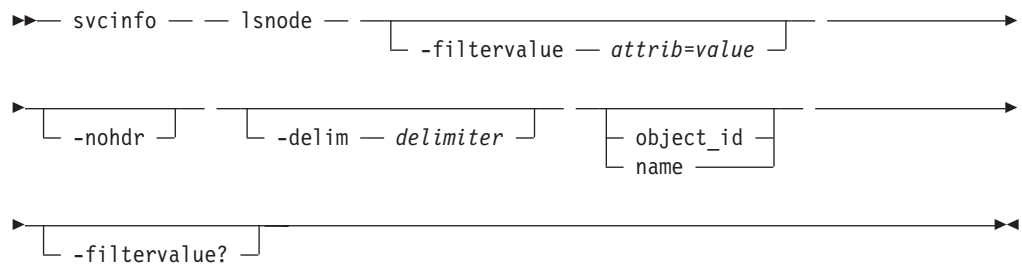 svcinfo lsnode -filtervalue attrib=value
-nohdr -delim delimiter object_id
name
-filtervalue?